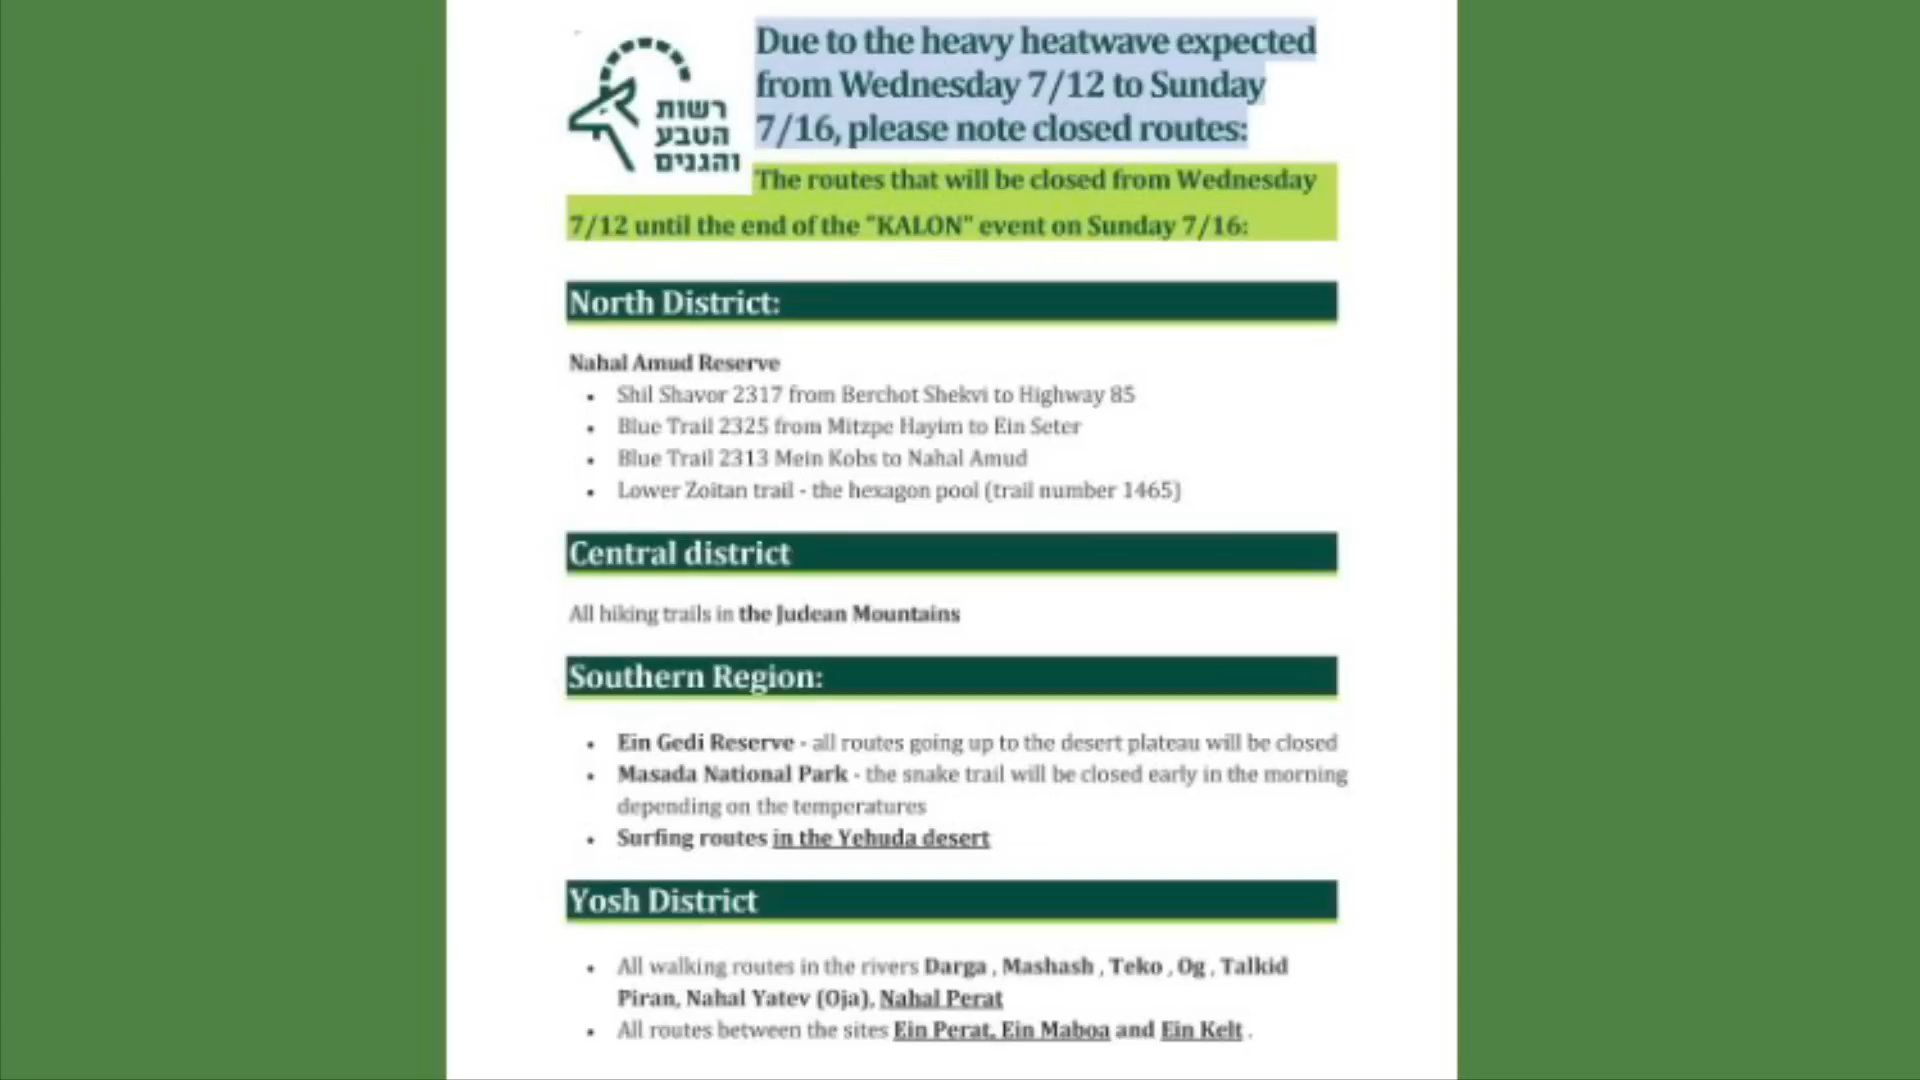 רשות
הטבע
והגנים
Due to the heavy heatwave expected
from Wednesday 7/12 to Sunday
7/16, please note closed routes:
The routes that will be closed from Wednesday
7/12 until the end of the "KALON" event on Sunday 7/16:
North District:
Nahal Amud Reserve
• Shil Shavor 2317 from Berchot Shekvi to Highway 85
• Blue Trail 2325 from Mitzpe Hayim to Ein Seter
• Blue Trail 2313 Mein Kobs to Nahal Amud
• Lower Zoitan trail - the hexagon pool (trail number 1465)
Central district
All hiking trails in the Judean Mountains
Southern Region:
• Ein Gedi Reserve - all routes going up to the desert plateau will be closed
• Masada National Park - the snake trail will be closed early in the morning
depending on the temperatures
• Surfing routes in the Yehuda desert
Yosh District
• All walking routes in the rivers Darga , Mashash , Teko , Og , Talkid
Piran, Nahal Yatev (Oja), Nahal Perat
• All routes between the sites Ein Perat, Ein Maboa and Ein Kelt .